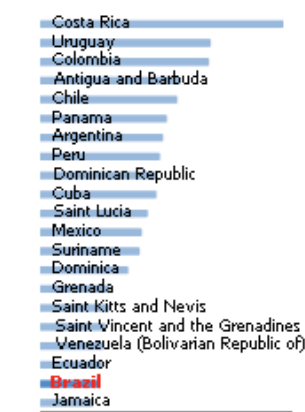 Costa Rica
Uruguay
Colombia
Antigua and Barbuda
Chile
Panama
Argentina
Peru
Dominican Republic
Cuba
Saint Lucia
Mexico
Suriname
Dominica
Grenada
Saint Kitts and Nevis
Saint Vincent and the Grenadines
Venezuela (Bolivarian Republic of)
Ecuador
Brazil
Jamaica